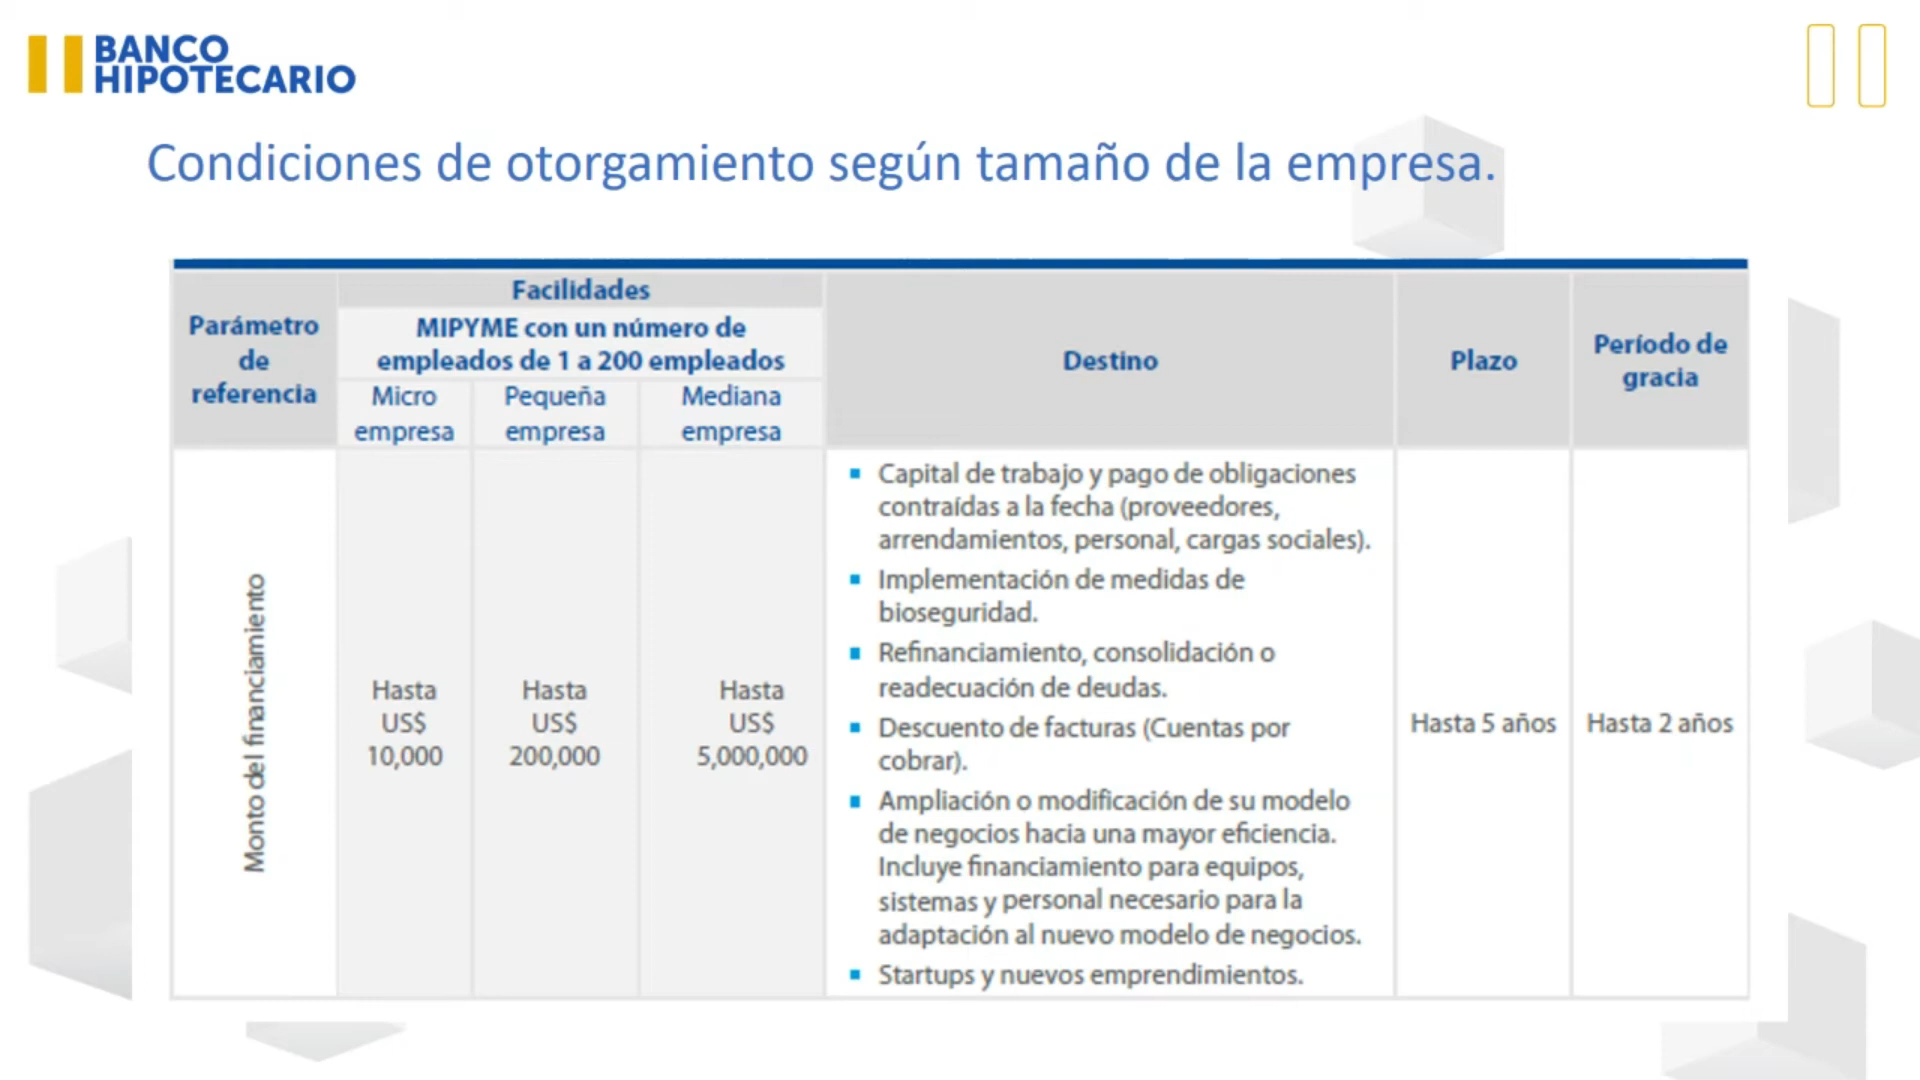 BANCO
HIPOTECARIO
Condiciones de otorgamiento según tamaño de la empresa.
Parámetro
de
referencia
Facilidades
MIPYME con un número de
empleados de 1 a 200 empleados
Micro
empresa
Pequeña
empresa
Mediana
empresa
Destino
Plazo
Período de
gracia
Monto del financiamiento
Hasta
US$
10,000
Hasta
US$
200,000
Hasta
US$
5,000,000
▪ Capital de trabajo y pago de obligaciones
contraídas a la fecha (proveedores,
arrendamientos, personal, cargas sociales).
▪ Implementación de medidas de
bioseguridad.
▪ Refinanciamiento, consolidación o
readecuación de deudas.
▪ Descuento de facturas (Cuentas por
cobrar).
▪ Ampliación o modificación de su modelo
de negocios hacia una mayor eficiencia.
Incluye financiamiento para equipos,
sistemas y personal necesario para la
adaptación al nuevo modelo de negocios.
▪ Startups y nuevos emprendimientos.
Hasta 5 años
Hasta 2 años